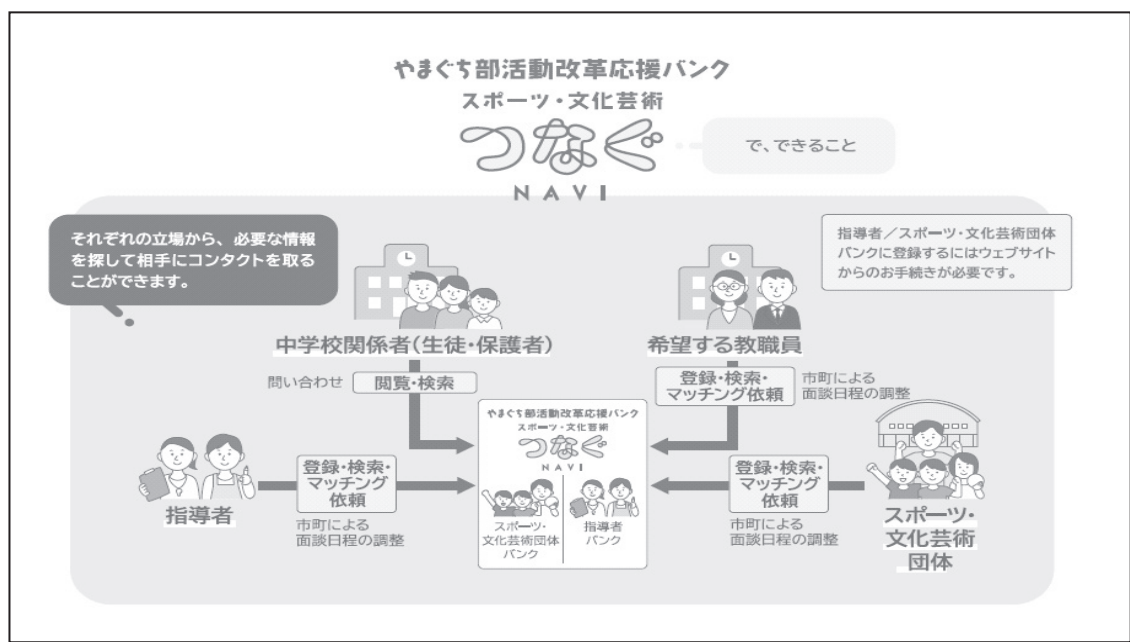 やまぐち部活動改革応援バンク
スポーツ・文化芸術
つなぐ
NAVI
で、できること
それぞれの立場から、必要な情報
を探して相手にコンタクトを取る
ことができます。
指導者／スポーツ・文化芸術団体
バンクに登録するにはウェブサイト
からのお手続きが必要です。
中学校関係者(生徒・保護者)
希望する教職員
問い合わせ
閲覧・検索
登録・検索・
マッチング依頼
市町による
面談日程の調整
やまぐち部活動改革応援バンク
スポーツ・文化芸術
つなぐ
NAVI
スポーツ・
文化芸術団体
バンク
指導者
バンク
指導者
登録・検索・
マッチング
依頼
市町による
面談日程の調整
登録・検索・
マッチング
依頼
市町による
面談日程の調整
スポーツ・
文化芸術
団体